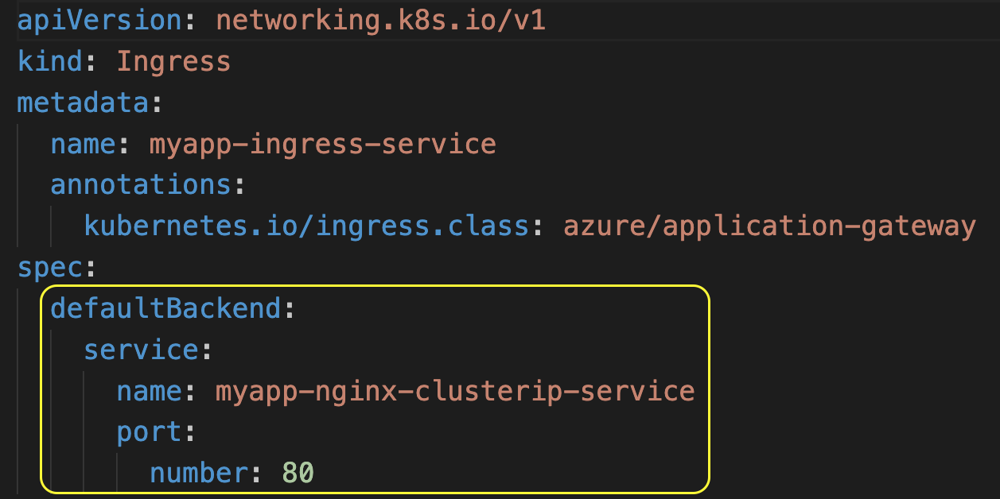 apiVersion: networking.k8s.io/v1
kind: Ingress
metadata:
  name: myapp-ingress-service
  annotations:
    kubernetes.io/ingress.class: azure/application-gateway
spec:
  defaultBackend:
    service:
      name: myapp-nginx-clusterip-service
      port:
        number: 80